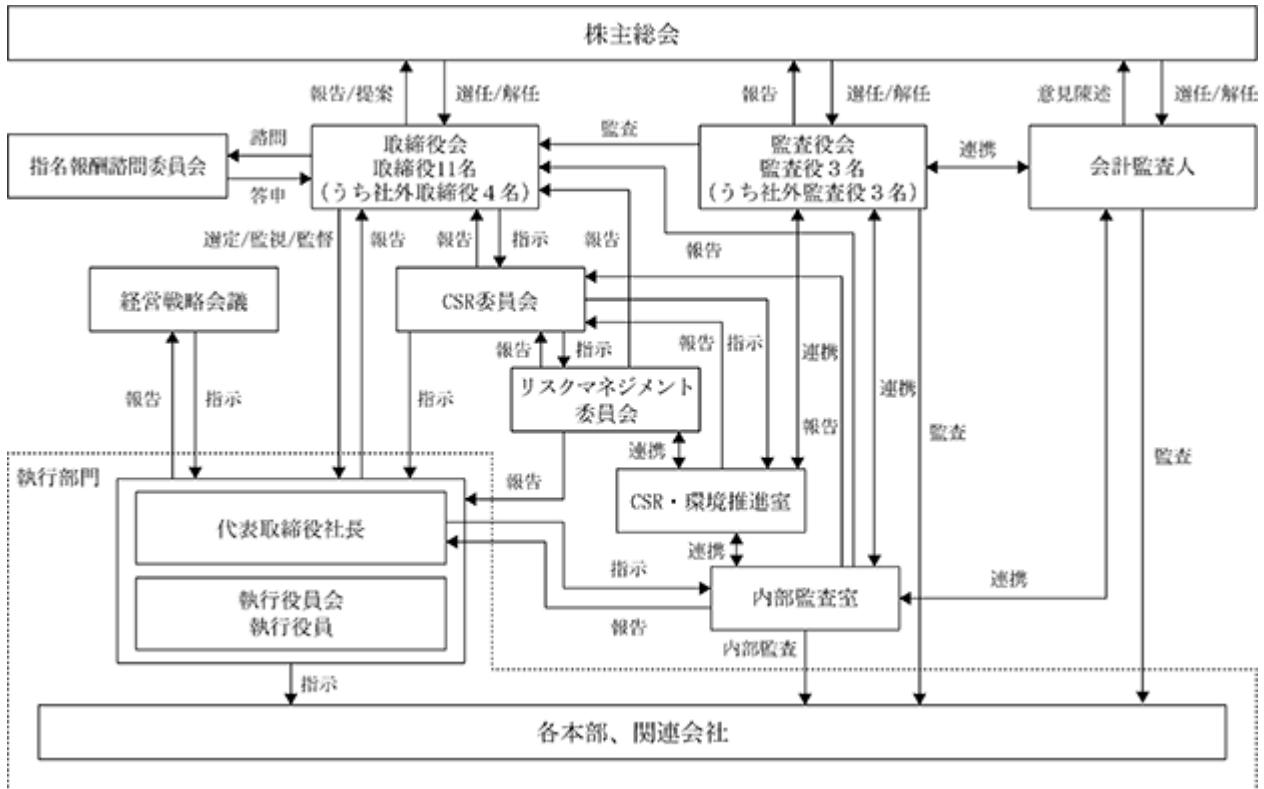 株主総会
報告/提案
選任/解任
報告
選任/解任
意見陳述
選任/解任
指名報酬諮問委員会
諮問
答申
取締役会
取締役11名
(うち社外取締役4名)
監査
監査役会
監査役3名
(うち社外監査役3名)
連携
会計監査人
選定/監視/監督
報告
報告
指示
報告
報告
経営戦略会議
CSR委員会
報告
指示
報告
指示
連携
連携
報告
指示
指示
リスクマネジメント
委員会
報告
監査
監査
連携
執行部門
報告
代表取締役社長
CSR・環境推進室
連携
指示
内部監査室
連携
執行役員会
執行役員
報告
内部監査
指示
各本部、関連会社